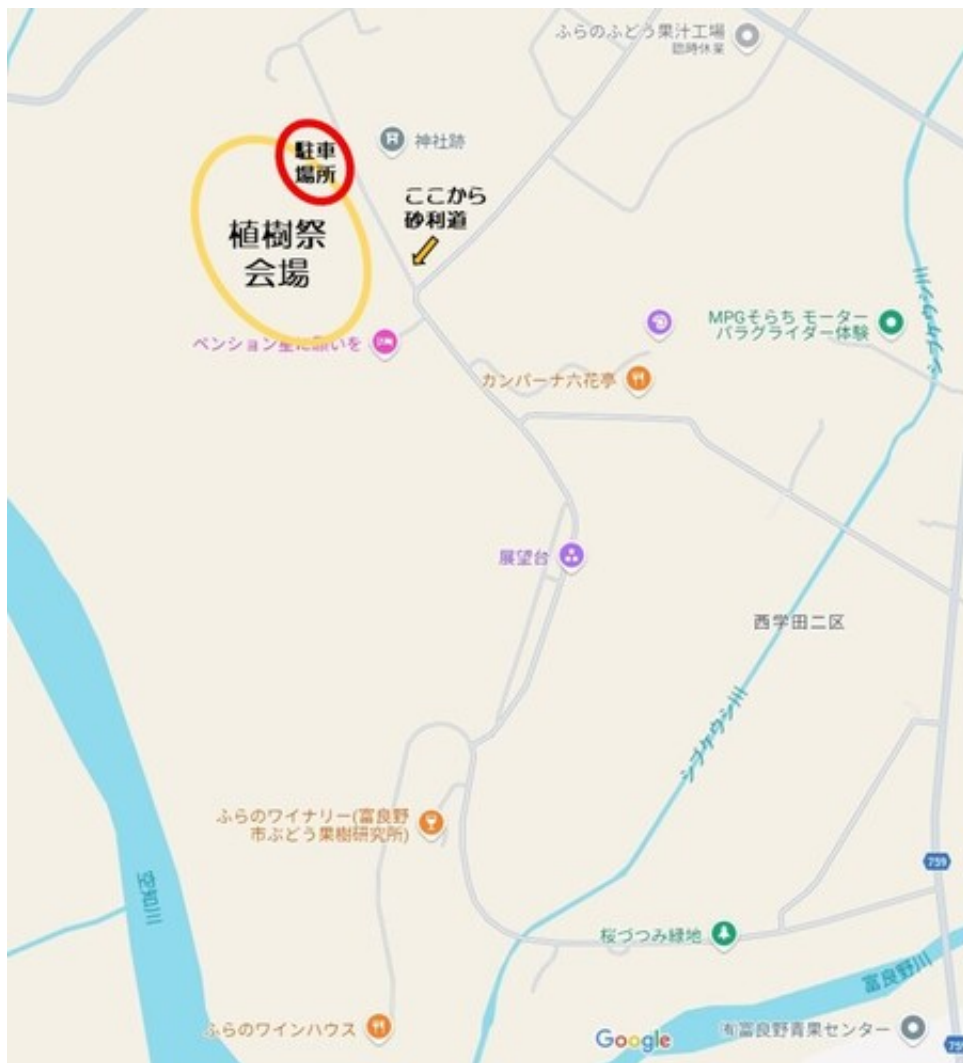 ふらのぶどう果汁工場
臨時休業
駐車
場所
神社跡
ここから
砂利道
植樹祭
会場
MPGそらち モーター
パラグライダー体験
シブケウシ川
ペンション星に願いを
カンパーナ六花亭
展望台
西学田二区
シブケウシ川
ふらのワイナリー(富良野
市ぶどう果樹研究所)
759
空知川
桜づつみ緑地
富良野川
ふらのワインハウス
Google
㈲富良野青果センター
759